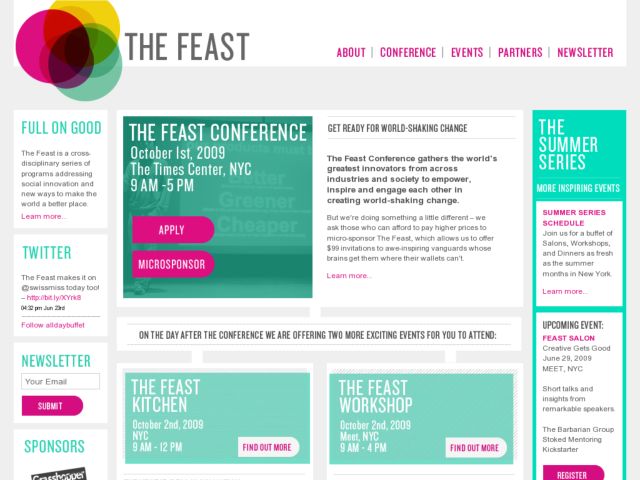 THE FEAST
ABOUT | CONFERENCE | EVENTS | PARTNERS | NEWSLETTER
FULL ON GOOD
The Feast is a cross-
disciplinary series of
programs addressing
social innovation and
new ways to make the
world a better place.
Learn more..
TWITTER
The Feast makes it on
@swissmiss today too!
– http://bit.ly/XYrk8
04:32 pm Jun 23rd
Follow alldaybuffet
NEWSLETTER
Your Email
SUBMIT
SPONSORS
Grasshopper
THE FEAST CONFERENCE
October 1st, 2009
The Times Center, NYC
9 AM -5 PM
Better
Greener
Cheaper
APPLY
MICROSPONSOR
GET READY FOR WORLD-SHAKING CHANGE
The Feast Conference gathers the world's
greatest innovators from across
industries and society to empower,
inspire and engage each other in
creating world-shaking change.
But we're doing something a little different – we
ask those who can afford to pay higher prices to
micro-sponsor The Feast, which allows us to offer
$99 invitations to awe-inspiring vanguards whose
brains get them where their wallets can't.
Learn more..
ON THE DAY AFTER THE CONFERENCE WE ARE OFFERING TWO MORE EXCITING EVENTS FOR YOU TO ATTEND:
THE FEAST
KITCHEN
October 2nd, 2009
NYC
9 AM - 12 PM
FIND OUT MORE
THE FEAST
WORKSHOP
October 2nd, 2009
Meet, NYC
9 AM - 4 PM
FIND OUT MORE
THE
SUMMER
SERIES
MORE INSPIRING EVENTS
SUMMER SERIES
SCHEDULE
Join us for a buffet of
Salons, Workshops,
and Dinners as fresh
as the summer
months in New York.
Learn more..
UPCOMING EVENT:
FEAST SALON
Creative Gets Good
June 29, 2009
MEET, NYC
Short talks and
insights from
remarkable speakers.
The Barbarian Group
Stoked Mentoring
Kickstarter
REGISTER